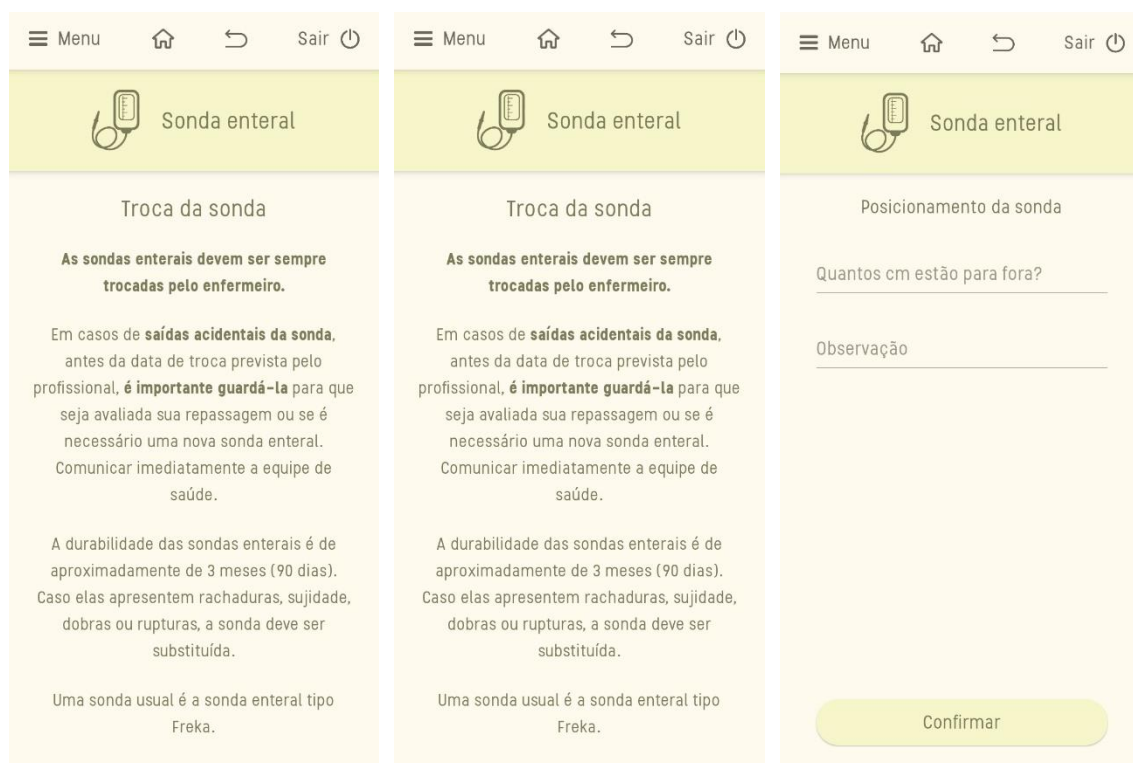 Menu Sair
Sonda enteral
Troca da sonda
As sondas enterais devem ser sempre
trocadas pelo enfermeiro.
Em casos de saídas acidentais da sonda,
antes da data de troca prevista pelo
profissional, é importante guardá-la para que
seja avaliada sua repassagem ou se é
necessário uma nova sonda enteral.
Comunicar imediatamente a equipe de
saúde.
A durabilidade das sondas enterais é de
aproximadamente de 3 meses (90 dias).
Caso elas apresentem rachaduras, sujidade,
dobras ou rupturas, a sonda deve ser
substituída.
Uma sonda usual é a sonda enteral tipo
Freka.
Menu Sair
Sonda enteral
Troca da sonda
As sondas enterais devem ser sempre
trocadas pelo enfermeiro.
Em casos de saídas acidentais da sonda,
antes da data de troca prevista pelo
profissional, é importante guardá-la para que
seja avaliada sua repassagem ou se é
necessário uma nova sonda enteral.
Comunicar imediatamente a equipe de
saúde.
A durabilidade das sondas enterais é de
aproximadamente de 3 meses (90 dias).
Caso elas apresentem rachaduras, sujidade,
dobras ou rupturas, a sonda deve ser
substituída.
Uma sonda usual é a sonda enteral tipo
Freka.
Menu Sair
Sonda enteral
Posicionamento da sonda
Quantos cm estão para fora?
Observação
Confirmar